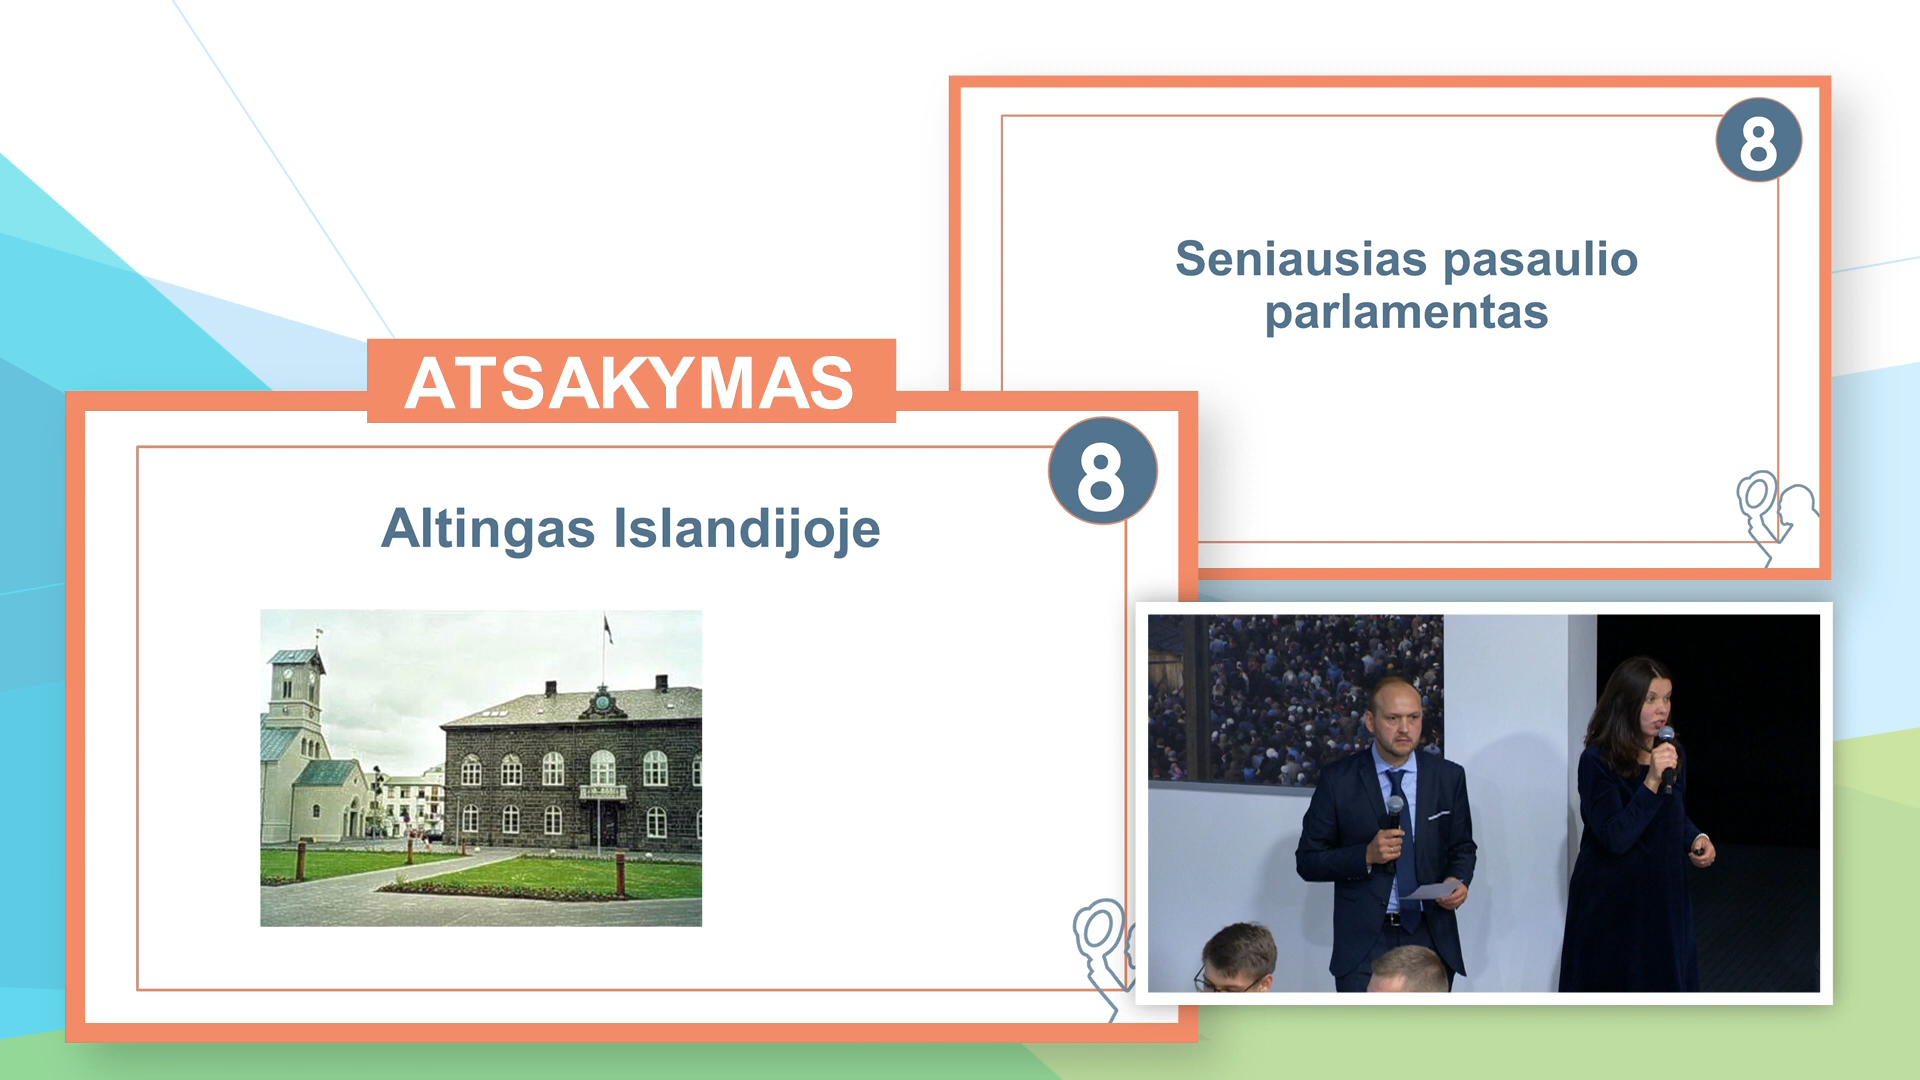 8
Seniausias pasaulio
parlamentas
ATSAKYMAS
8
Altingas Islandijoje